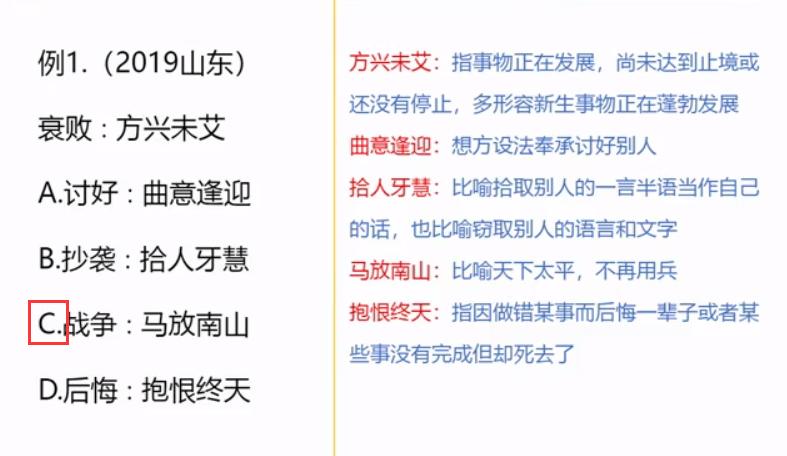 例1.（2019山东）
衰败：方兴未艾
A.讨好：曲意逢迎
B.抄袭：拾人牙慧
C.战争：马放南山
D.后悔：抱恨终天
方兴未艾：指事物正在发展，尚未达到止境或
还没有停止，多形容新生事物正在蓬勃发展
曲意逢迎：想方设法奉承讨好别人
拾人牙慧：比喻拾取别人的一言半语当作自己
的话，也比喻窃取别人的语言和文字
马放南山：比喻天下太平，不再用兵
抱恨终天：指因做错某事而后悔一辈子或者某
些事没有完成但却死去了